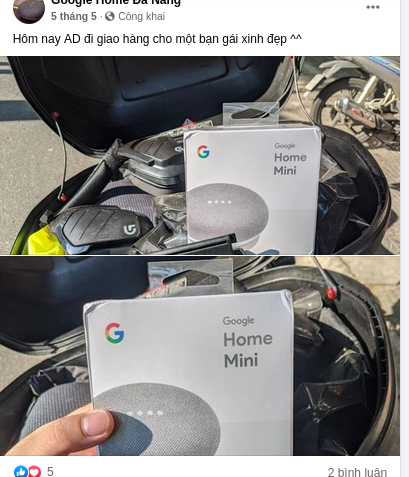 Google Home Đà Nẵng
5 tháng 5 · Công khai
Hôm nay AD đi giao hàng cho một bạn gái xinh đẹp ^^
G
Google
Home
Mini
G
G
Google
Home
Mini
5
2 bình luận